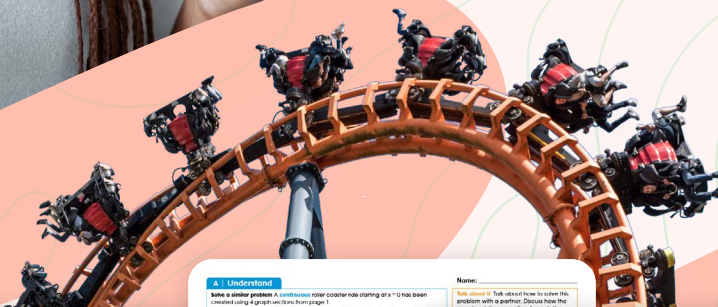 A | Understand
Name:
Solve a similar problem A continuous roller coaster ride starting at x = 0 has been
created using 4 graph sections from page 1.
Talk about it Talk about how to solve this
problem with a partner. Discuss how the